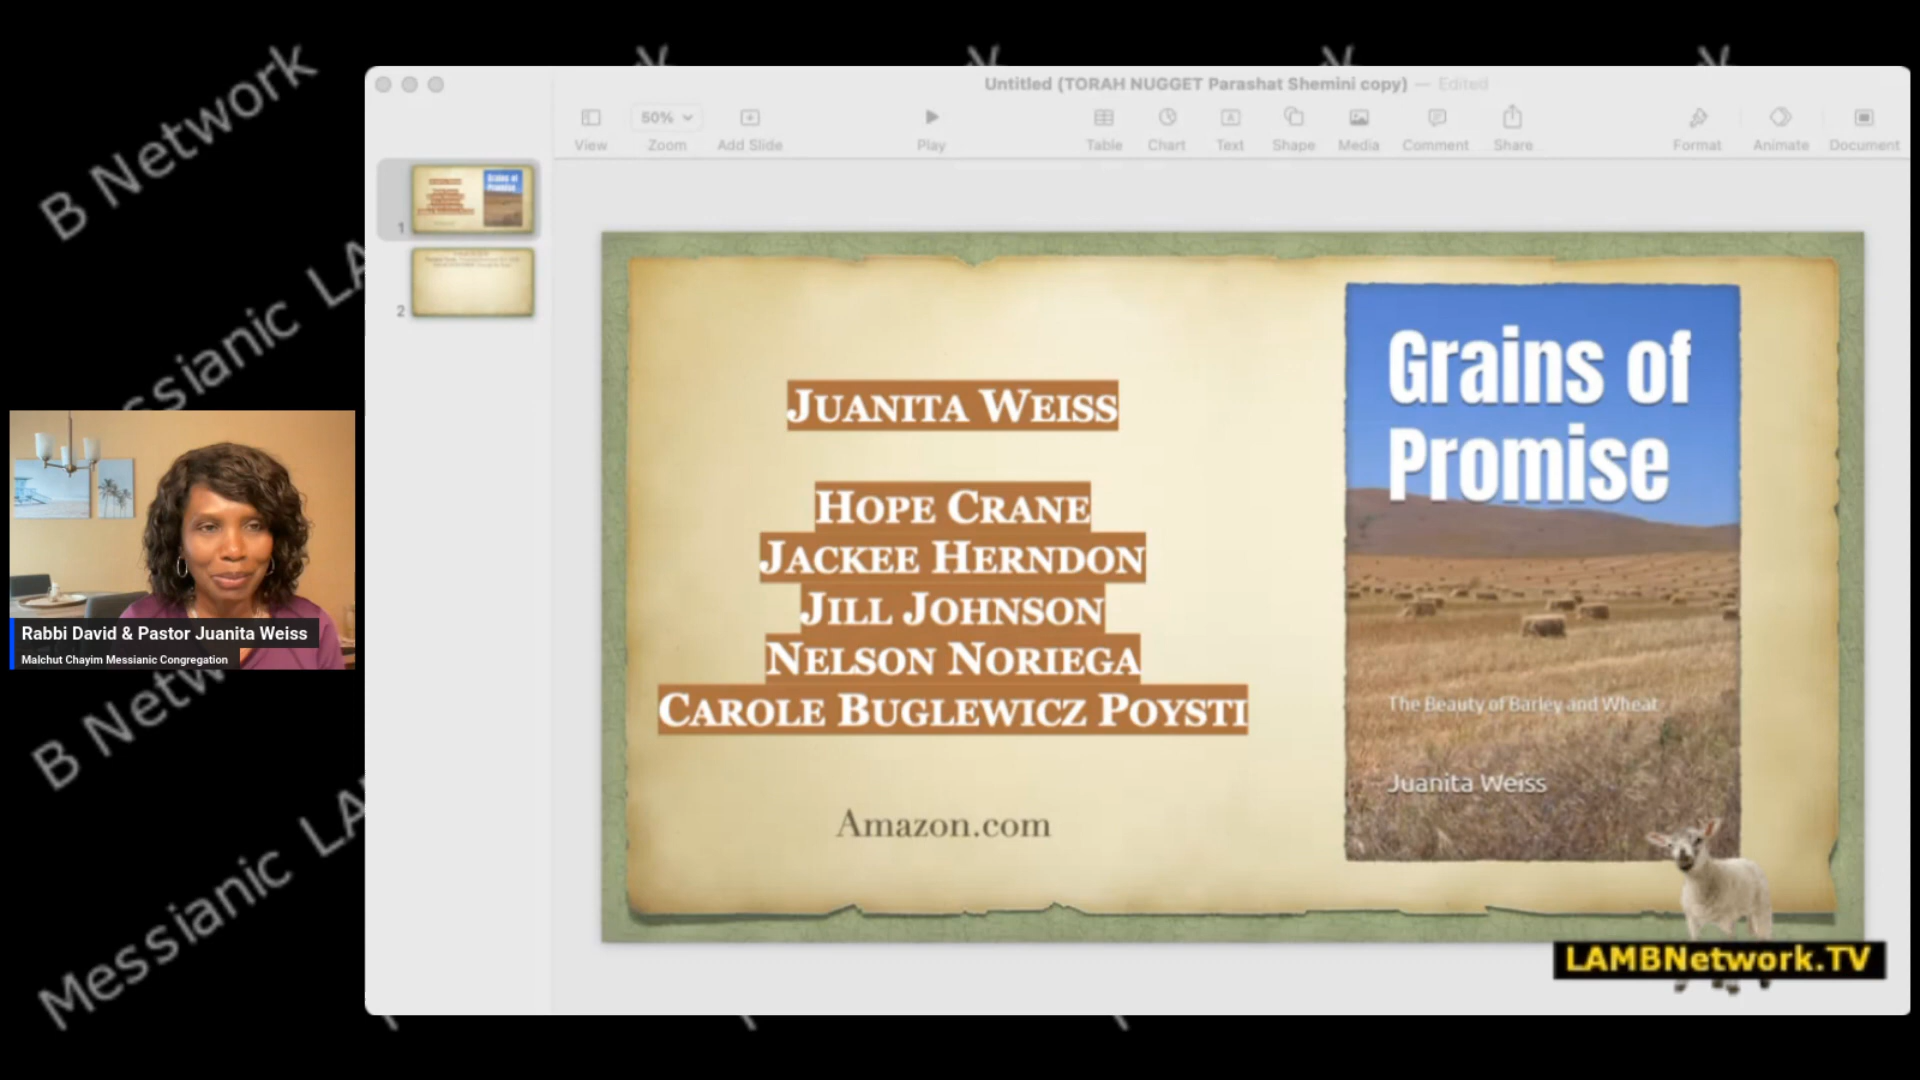 B Network
Messianic LA
B Netw
Messianic LA
Untitled (TORAH NUGGET Parashat Shemini copy) — Edited
50%
View
Zoom
Add Slide
Play
Table
Chart
Text
Shape
Media
Comment
Share
Format
Animate
Document
1
Grains of
Promise
2
JUANITA WEISS
HOPE CRANE
JACKEE HERNDON
JILL JOHNSON
NELSON NORIEGA
CAROLE BUGLEWICZ POYSTI
Amazon.com
Grains of
Promise
The Beauty of Barley and Wheat
Juanita Weiss
Rabbi David & Pastor Juanita Weiss
Malchut Chayim Messianic Congregation
LAMBNetwork.TV